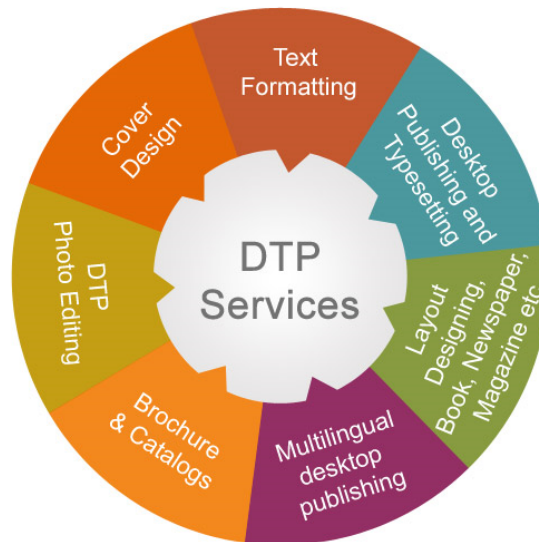 Text
Formatting
Desktop
Publishing and
Typesetting
Layout
Designing,
Book, Newspaper,
Magazine etc.
Multilingual
desktop
publishing
Brochure
& Catalogs
DTP
Photo Editing
Cover
Design
DTP
Services